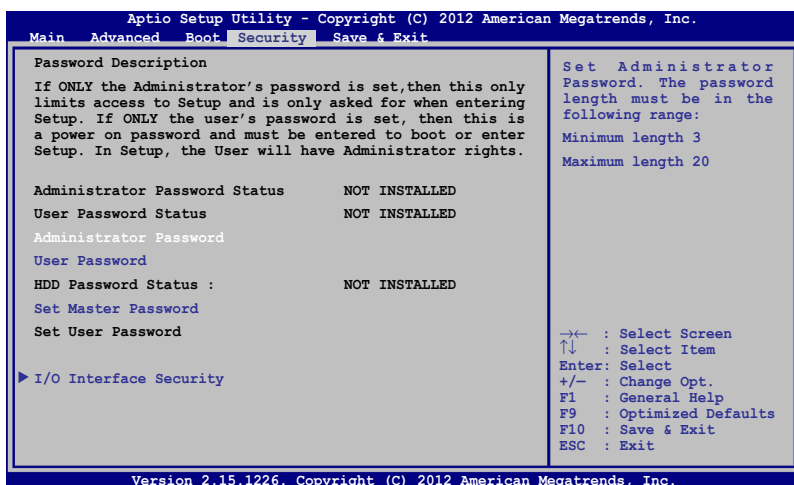 Aptio Setup Utility - Copyright (C) 2012 American Megatrends, Inc.
Main Advanced Boot Security Save & Exit
Password Description
If ONLY the Administrator's password is set,then this only
limits access to Setup and is only asked for when entering
Setup. If ONLY the user's password is set, then this is
a power on password and must be entered to boot or enter
Setup. In Setup, the User will have Administrator rights.
Administrator Password Status NOT INSTALLED
User Password Status NOT INSTALLED
Administrator Password
User Password
HDD Password Status : NOT INSTALLED
Set Master Password
Set User Password
▶ I/O Interface Security
Set Administrator
Password. The password
length must be in the
following range:
Minimum length 3
Maximum length 20
→← : Select Screen
↑↓ : Select Item
Enter: Select
+/— : Change Opt.
F1 : General Help
F9 : Optimized Defaults
F10 : Save & Exit
ESC : Exit
Version 2.15.1226. Copyright (C) 2012 American Megatrends, Inc.